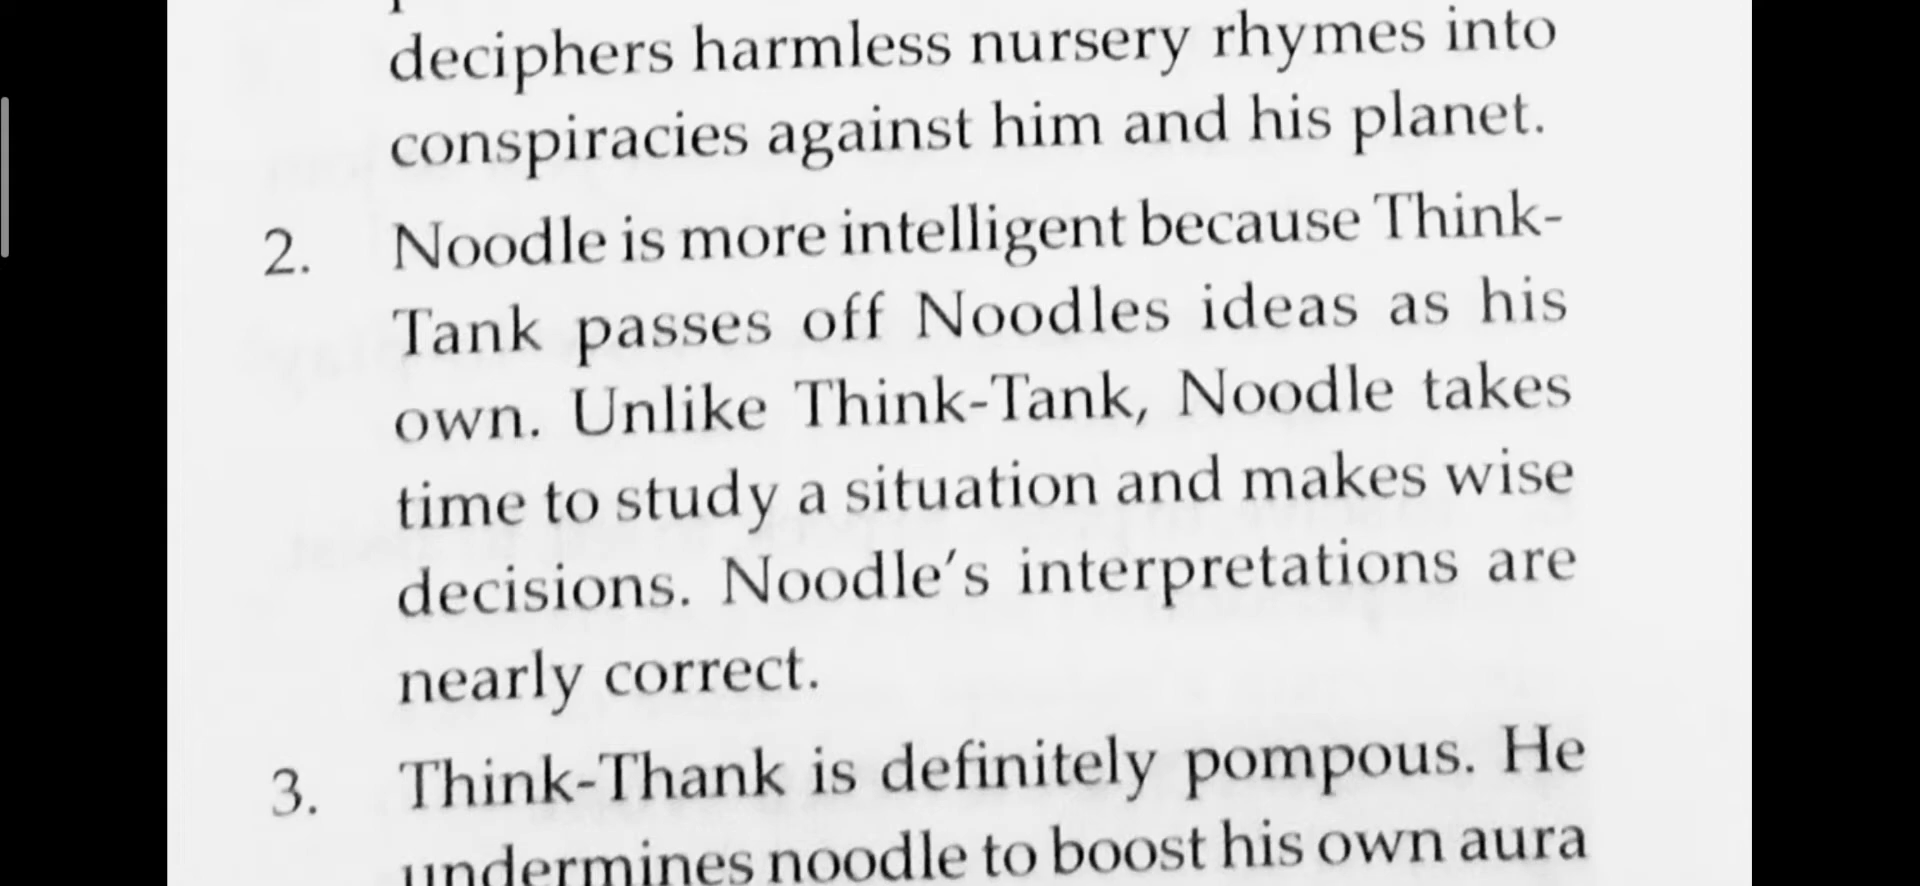 deciphers harmless nursery rhymes into
conspiracies against him and his planet.
2. Noodle is more intelligent because Think-
Tank passes off Noodles ideas as his
own. Unlike Think-Tank, Noodle takes
time to study a situation and makes wise
decisions. Noodle's interpretations are
nearly correct.
3. Think-Thank is definitely pompous. He
undermines noodle to boost his own aura